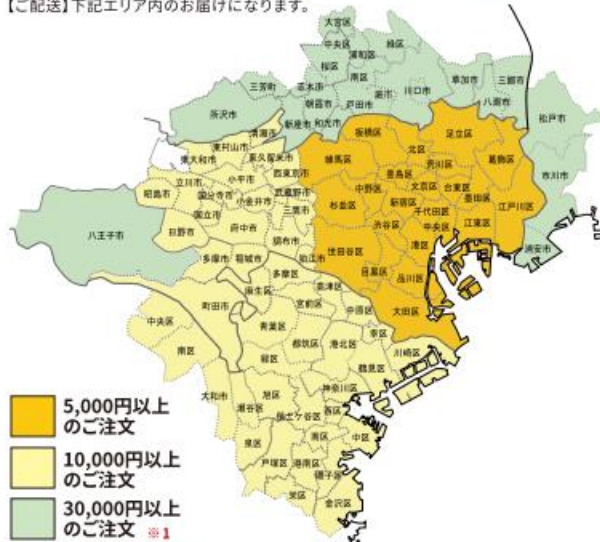 【ご配送】下記エリア内のお届けになります。
大宮区
中央区
浦和区
緑区
桜区
南区
三芳町
志木市
蕨市
川口市
草加市
三郷市
朝霞市
戸田市
八潮市
所沢市
新座市
和光市
松戸市
清瀬市
板橋区
足立区
東村山市
北区
東大和市
東久留米市
練馬区
荒川区
葛飾区
西東京市
豊島区
市川市
立川市
小平市
中野区
文京区
台東区
昭島市
国分寺市
武蔵野市
墨田区
小金井市
杉並区
新宿区
江戸川区
三鷹市
千代田区
国立市
渋谷区
中央区
江東区
八王子市
日野市
府中市
港区
調布市
浦安市
多摩市
稲城市
狛江市
世田谷区
目黒区
品川区
多摩区
麻生区
高津区
町田市
宮前区
中原区
大田区
中央区
青葉区
幸区
南区
都筑区
港北区
川崎区
緑区
鶴見区
大和市
神奈川区
旭区
瀬谷区
保土ケ谷区
西区
泉区
南区
中区
戸塚区
港南区
磯子区
栄区
金沢区
5,000円以上
のご注文
10,000円以上
のご注文
30,000円以上
のご注文 ※1